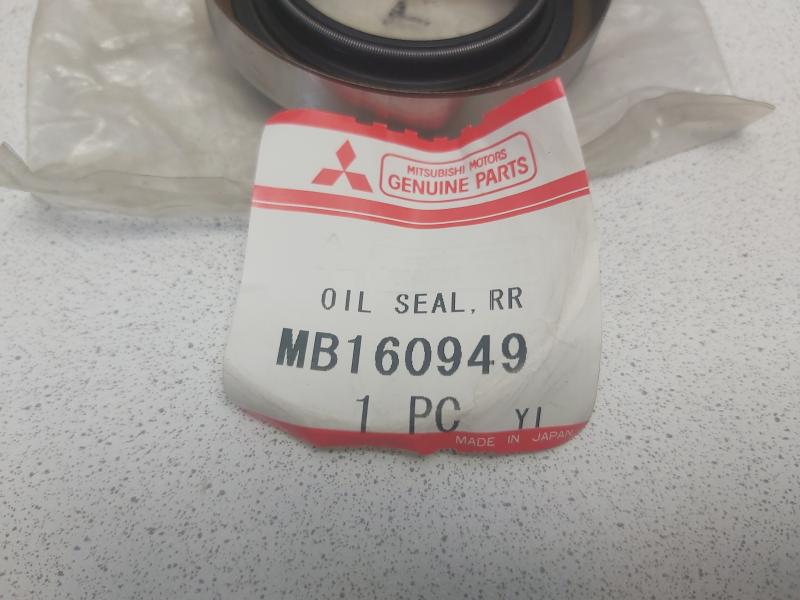 MITSUBISHI MOTORS
GENUINE PARTS
OIL SEAL, RR
MB160949
1 PC YI
MADE IN JAPAN